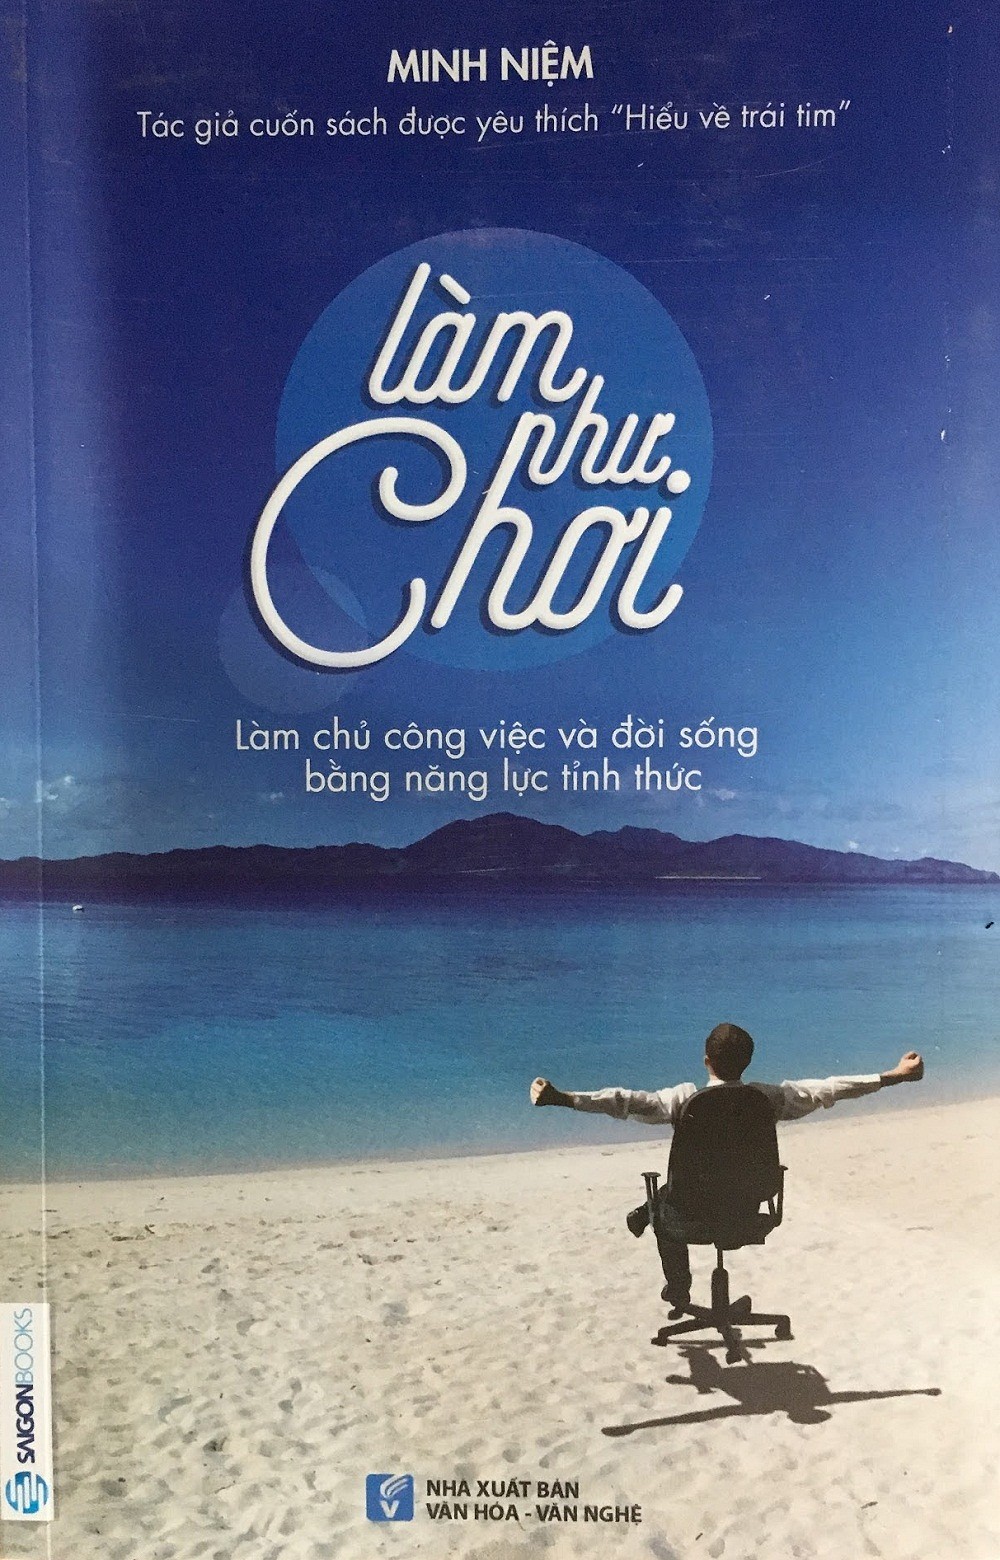 MINH NIỆM
Tác giả cuốn sách được yêu thích “Hiểu về trái tim”
làm
như
Chơi
Làm chủ công việc và đời sống
bằng năng lực tỉnh thức
SAIGONBOOKS
NHÀ XUẤT BẢN
VĂN HÓA - VĂN NGHỆ